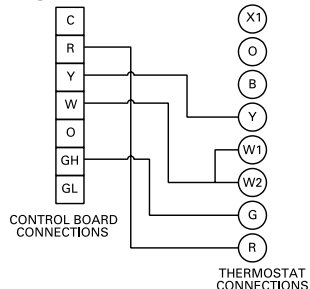 C
R
Y
W
O
GH
GL
CONTROL BOARD
CONNECTIONS
X1
O
B
Y
W1
W2
G
R
THERMOSTAT
CONNECTIONS